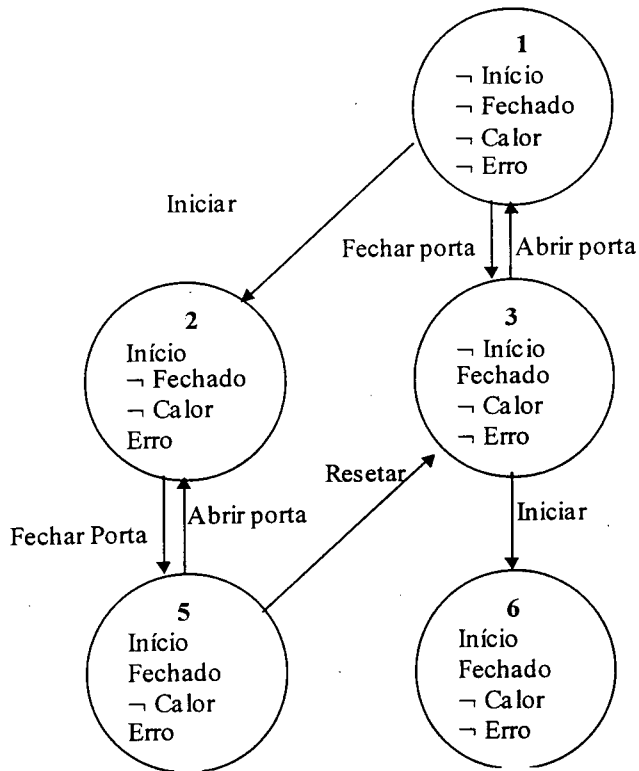 1
¬ Início
¬ Fechado
¬ Calor
¬ Erro
Iniciar
Fechar porta
Abrir porta
2
Início
¬ Fechado
¬ Calor
Erro
3
¬ Início
Fechado
¬ Calor
¬ Erro
Resetar
Fechar Porta
Abrir porta
Iniciar
5
Início
Fechado
¬ Calor
Erro
6
Início
Fechado
¬ Calor
¬ Erro